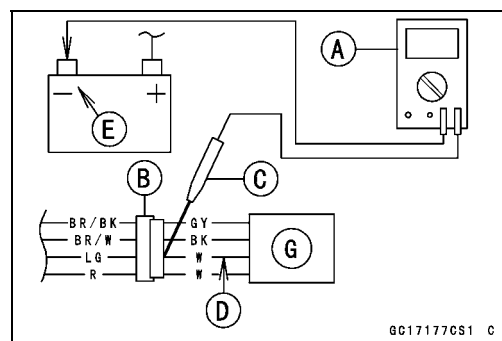 A
− +
E
B
C
BR/BK GY
BR/W BK
LG W
R W
G
D
GC17177CS1 C